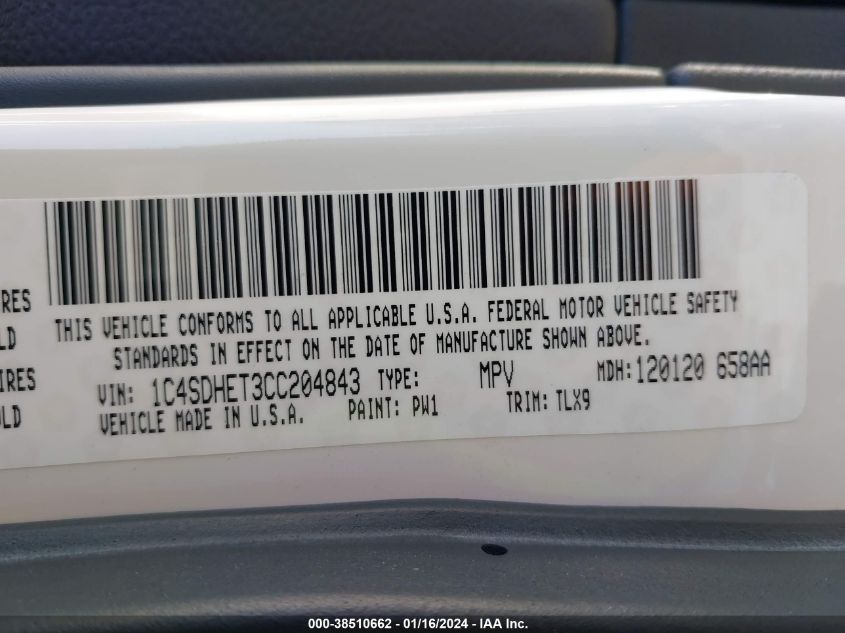 THIS VEHICLE CONFORMS TO ALL APPLICABLE U.S.A. FEDERAL MOTOR VEHICLE SAFETY
STANDARDS IN EFFECT ON THE DATE OF MANUFACTURE SHOWN ABOVE.
VIN: 1C4SDHET3CC204843 TYPE: MPV MDH: 120120 658AA
VEHICLE MADE IN U.S.A. PAINT: PW1 TRIM: TLX9
IRES
LD
IRES
OLD
000-38510662 - 01/16/2024 - IAA Inc.